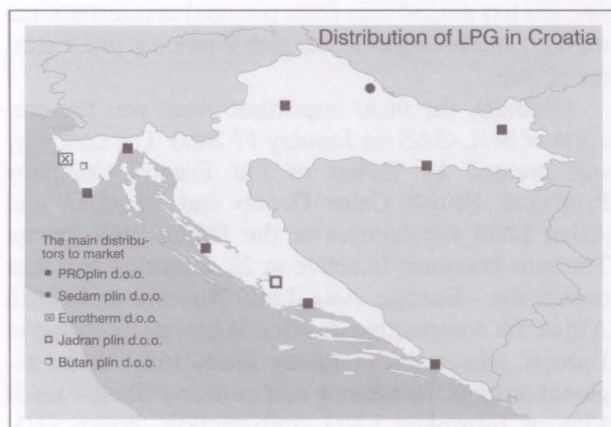 Distribution of LPG in Croatia
The main distribu-
tors to market
PROplin d.o.o.
Sedam plin d.o.o.
Eurotherm d.o.o.
Jadran plin d.o.o.
Butan plin d.o.o.